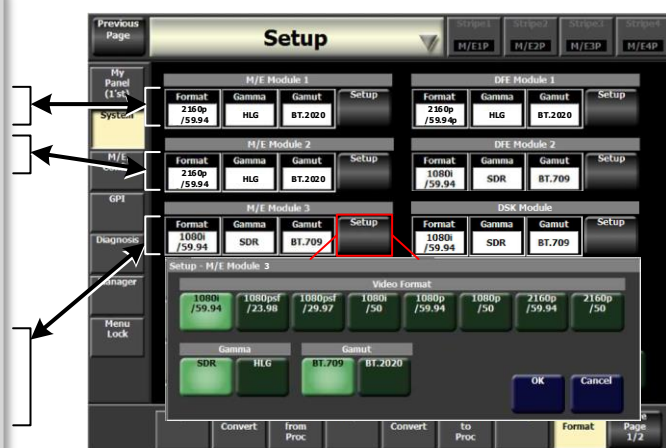 Previous Page
Setup
Stripe1 Stripe2 Stripe3 Stripe4
M/E1P M/E2P M/E3P M/E4P
My Panel (1'st)
System
M/E
GPI
Diagnosis
Menu Lock
M/E Module 1
Format Gamma Gamut Setup
2160p /59.94 HLG BT.2020
DFE Module 1
Format Gamma Gamut Setup
2160p /59.94p HLG BT.2020
M/E Module 2
Format Gamma Gamut Setup
2160p /59.94 HLG BT.2020
DFE Module 2
Format Gamma Gamut Setup
1080i /59.94 SDR BT.709
M/E Module 3
Format Gamma Gamut Setup
1080i /59.94 SDR BT.709
DSK Module
Format Gamma Gamut Setup
1080i /59.94 SDR BT.709
Setup - M/E Module 3
Video Format
1080i /59.94 1080psf /23.98 1080psf /29.97 1080i /50 1080p /59.94 1080p /50 2160p /59.94 2160p /50
Gamma Gamut
SDR HLG BT.709 BT.2020
OK Cancel
Convert from Proc Convert to Proc Format Page 1/2